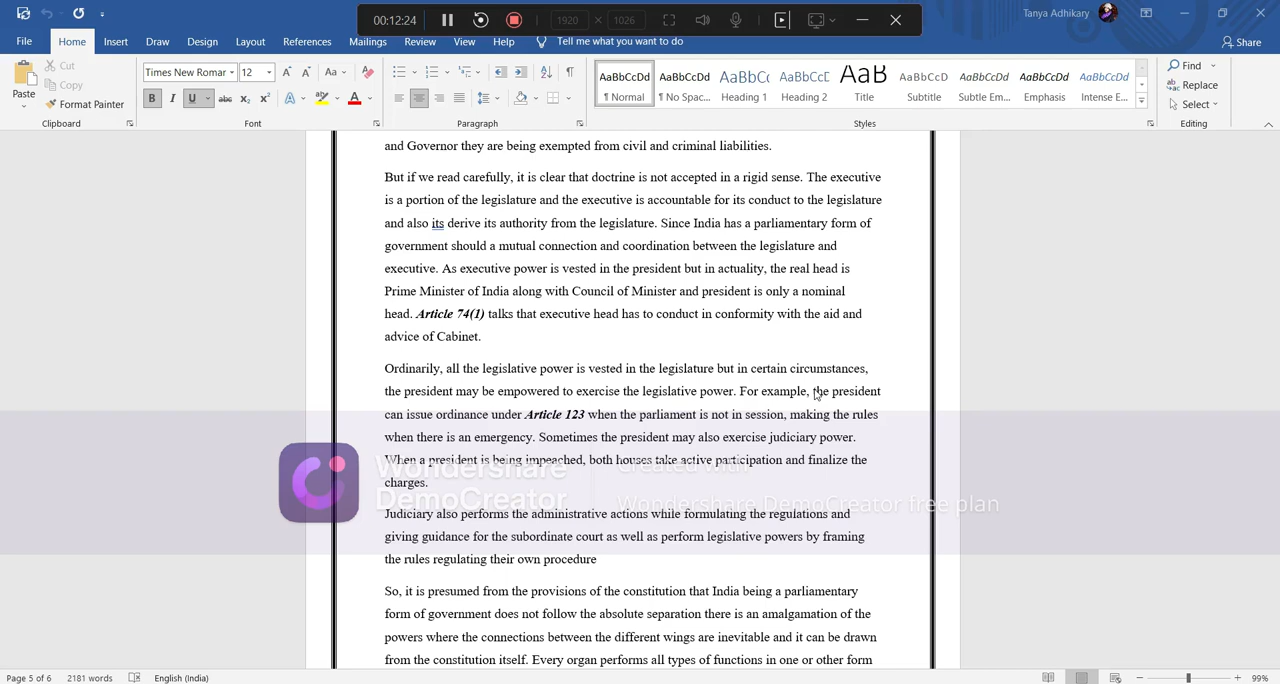 00:12:24
1920 × 1026
Tanya Adhikary
File Home Insert Draw Design Layout References Mailings Review View Help Tell me what you want to do
Share
Paste
Cut
Copy
Format Painter
Clipboard
Times New Roman 12
Font
Paragraph
AaBbCcDd AaBbCcDd AaBbCc AaBbCcE AaB AaBbCcD AaBbCcDd AaBbCcDd AaBbCcDd
¶ Normal ¶ No Spac... Heading 1 Heading 2 Title Subtitle Subtle Em... Emphasis Intense E...
Styles
Find
Replace
Select
Editing
and Governor they are being exempted from civil and criminal liabilities.
But if we read carefully, it is clear that doctrine is not accepted in a rigid sense. The executive
is a portion of the legislature and the executive is accountable for its conduct to the legislature
and also its derive its authority from the legislature. Since India has a parliamentary form of
government should a mutual connection and coordination between the legislature and
executive. As executive power is vested in the president but in actuality, the real head is
Prime Minister of India along with Council of Minister and president is only a nominal
head. Article 74(1) talks that executive head has to conduct in conformity with the aid and
advice of Cabinet.
Ordinarily, all the legislative power is vested in the legislature but in certain circumstances,
the president may be empowered to exercise the legislative power. For example, the president
can issue ordinance under Article 123 when the parliament is not in session, making the rules
when there is an emergency. Sometimes the president may also exercise judiciary power.
When a president is being impeached, both houses take active participation and finalize the
charges.
Wondershare
DemoCreator
Created with
Wondershare DemoCreator free plan
Judiciary also performs the administrative actions while formulating the regulations and
giving guidance for the subordinate court as well as perform legislative powers by framing
the rules regulating their own procedure
So, it is presumed from the provisions of the constitution that India being a parliamentary
form of government does not follow the absolute separation there is an amalgamation of the
powers where the connections between the different wings are inevitable and it can be drawn
from the constitution itself. Every organ performs all types of functions in one or other form
Page 5 of 6 2181 words English (India) 99%